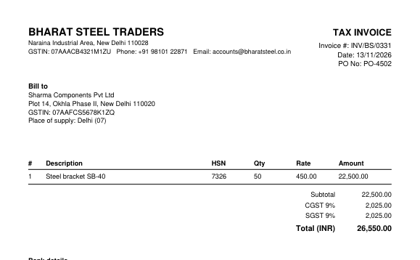 BHARAT STEEL TRADERS
Naraina Industrial Area, New Delhi 110028
GSTIN: 07AAACB4321M1ZU Phone: +91 98101 22871 Email: accounts@bharatsteel.co.in
TAX INVOICE
Invoice #: INV/BS/0331
Date: 13/11/2026
PO No: PO-4502
Bill to
Sharma Components Pvt Ltd
Plot 14, Okhla Phase II, New Delhi 110020
GSTIN: 07AAFCS5678K1ZQ
Place of supply: Delhi (07)
# Description HSN Qty Rate Amount
1 Steel bracket SB-40 7326 50 450.00 22,500.00
Subtotal 22,500.00
CGST 9% 2,025.00
SGST 9% 2,025.00
Total (INR) 26,550.00